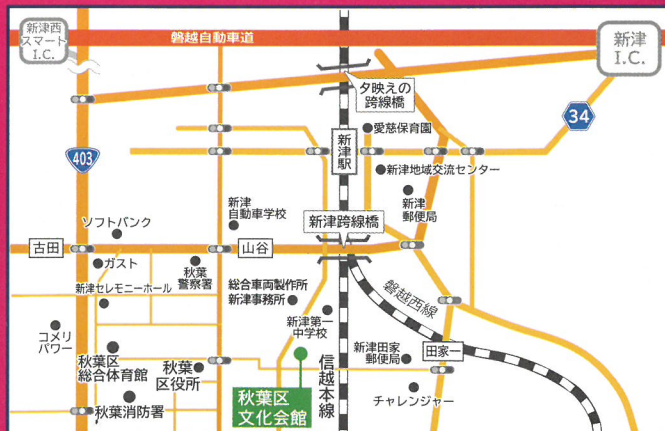 新津西
スマート
I.C.
磐越自動車道
新津
I.C.
夕映えの
跨線橋
愛慈保育園
34
403
新津駅
新津地域交流センター
新津
郵便局
新津
自動車学校
ソフトバンク
新津跨線橋
古田
山谷
ガスト
秋葉
警察署
新津セレモニーホール
総合車両製作所
新津事務所
磐越西線
新津第一
中学校
コメリ
パワー
秋葉区
総合体育館
秋葉
区役所
信越本線
新津田家
郵便局
田家一
秋葉区
文化会館
チャレンジャー
秋葉消防署